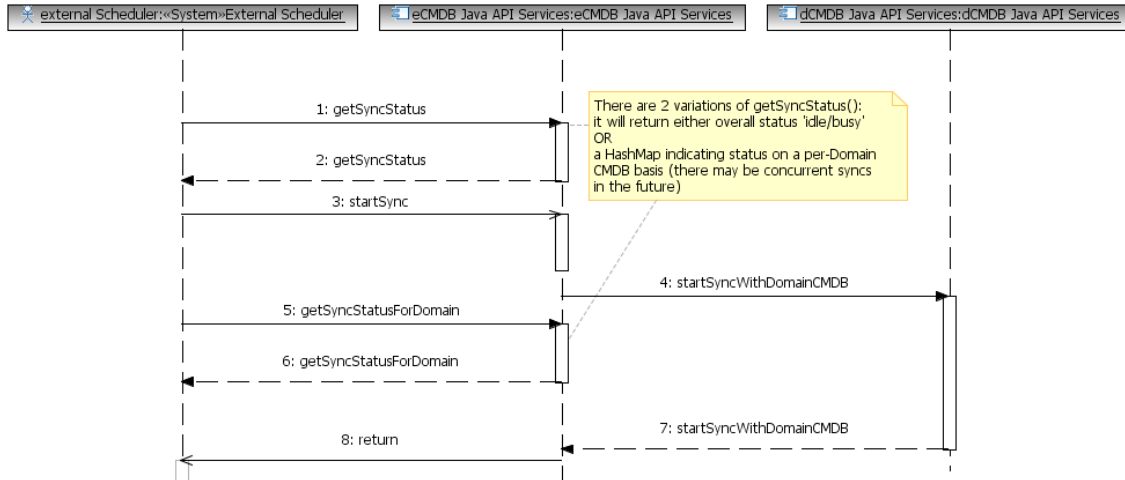 external Scheduler:«System»External Scheduler
eCMDB Java API Services:eCMDB Java API Services
dCMDB Java API Services:dCMDB Java API Services
1: getSyncStatus
There are 2 variations of getSyncStatus():
it will return either overall status 'idle/busy'
OR
a HashMap indicating status on a per-Domain
CMDB basis (there may be concurrent syncs
in the future)
2: getSyncStatus
3: startSync
4: startSyncWithDomainCMDB
5: getSyncStatusForDomain
6: getSyncStatusForDomain
7: startSyncWithDomainCMDB
8: return